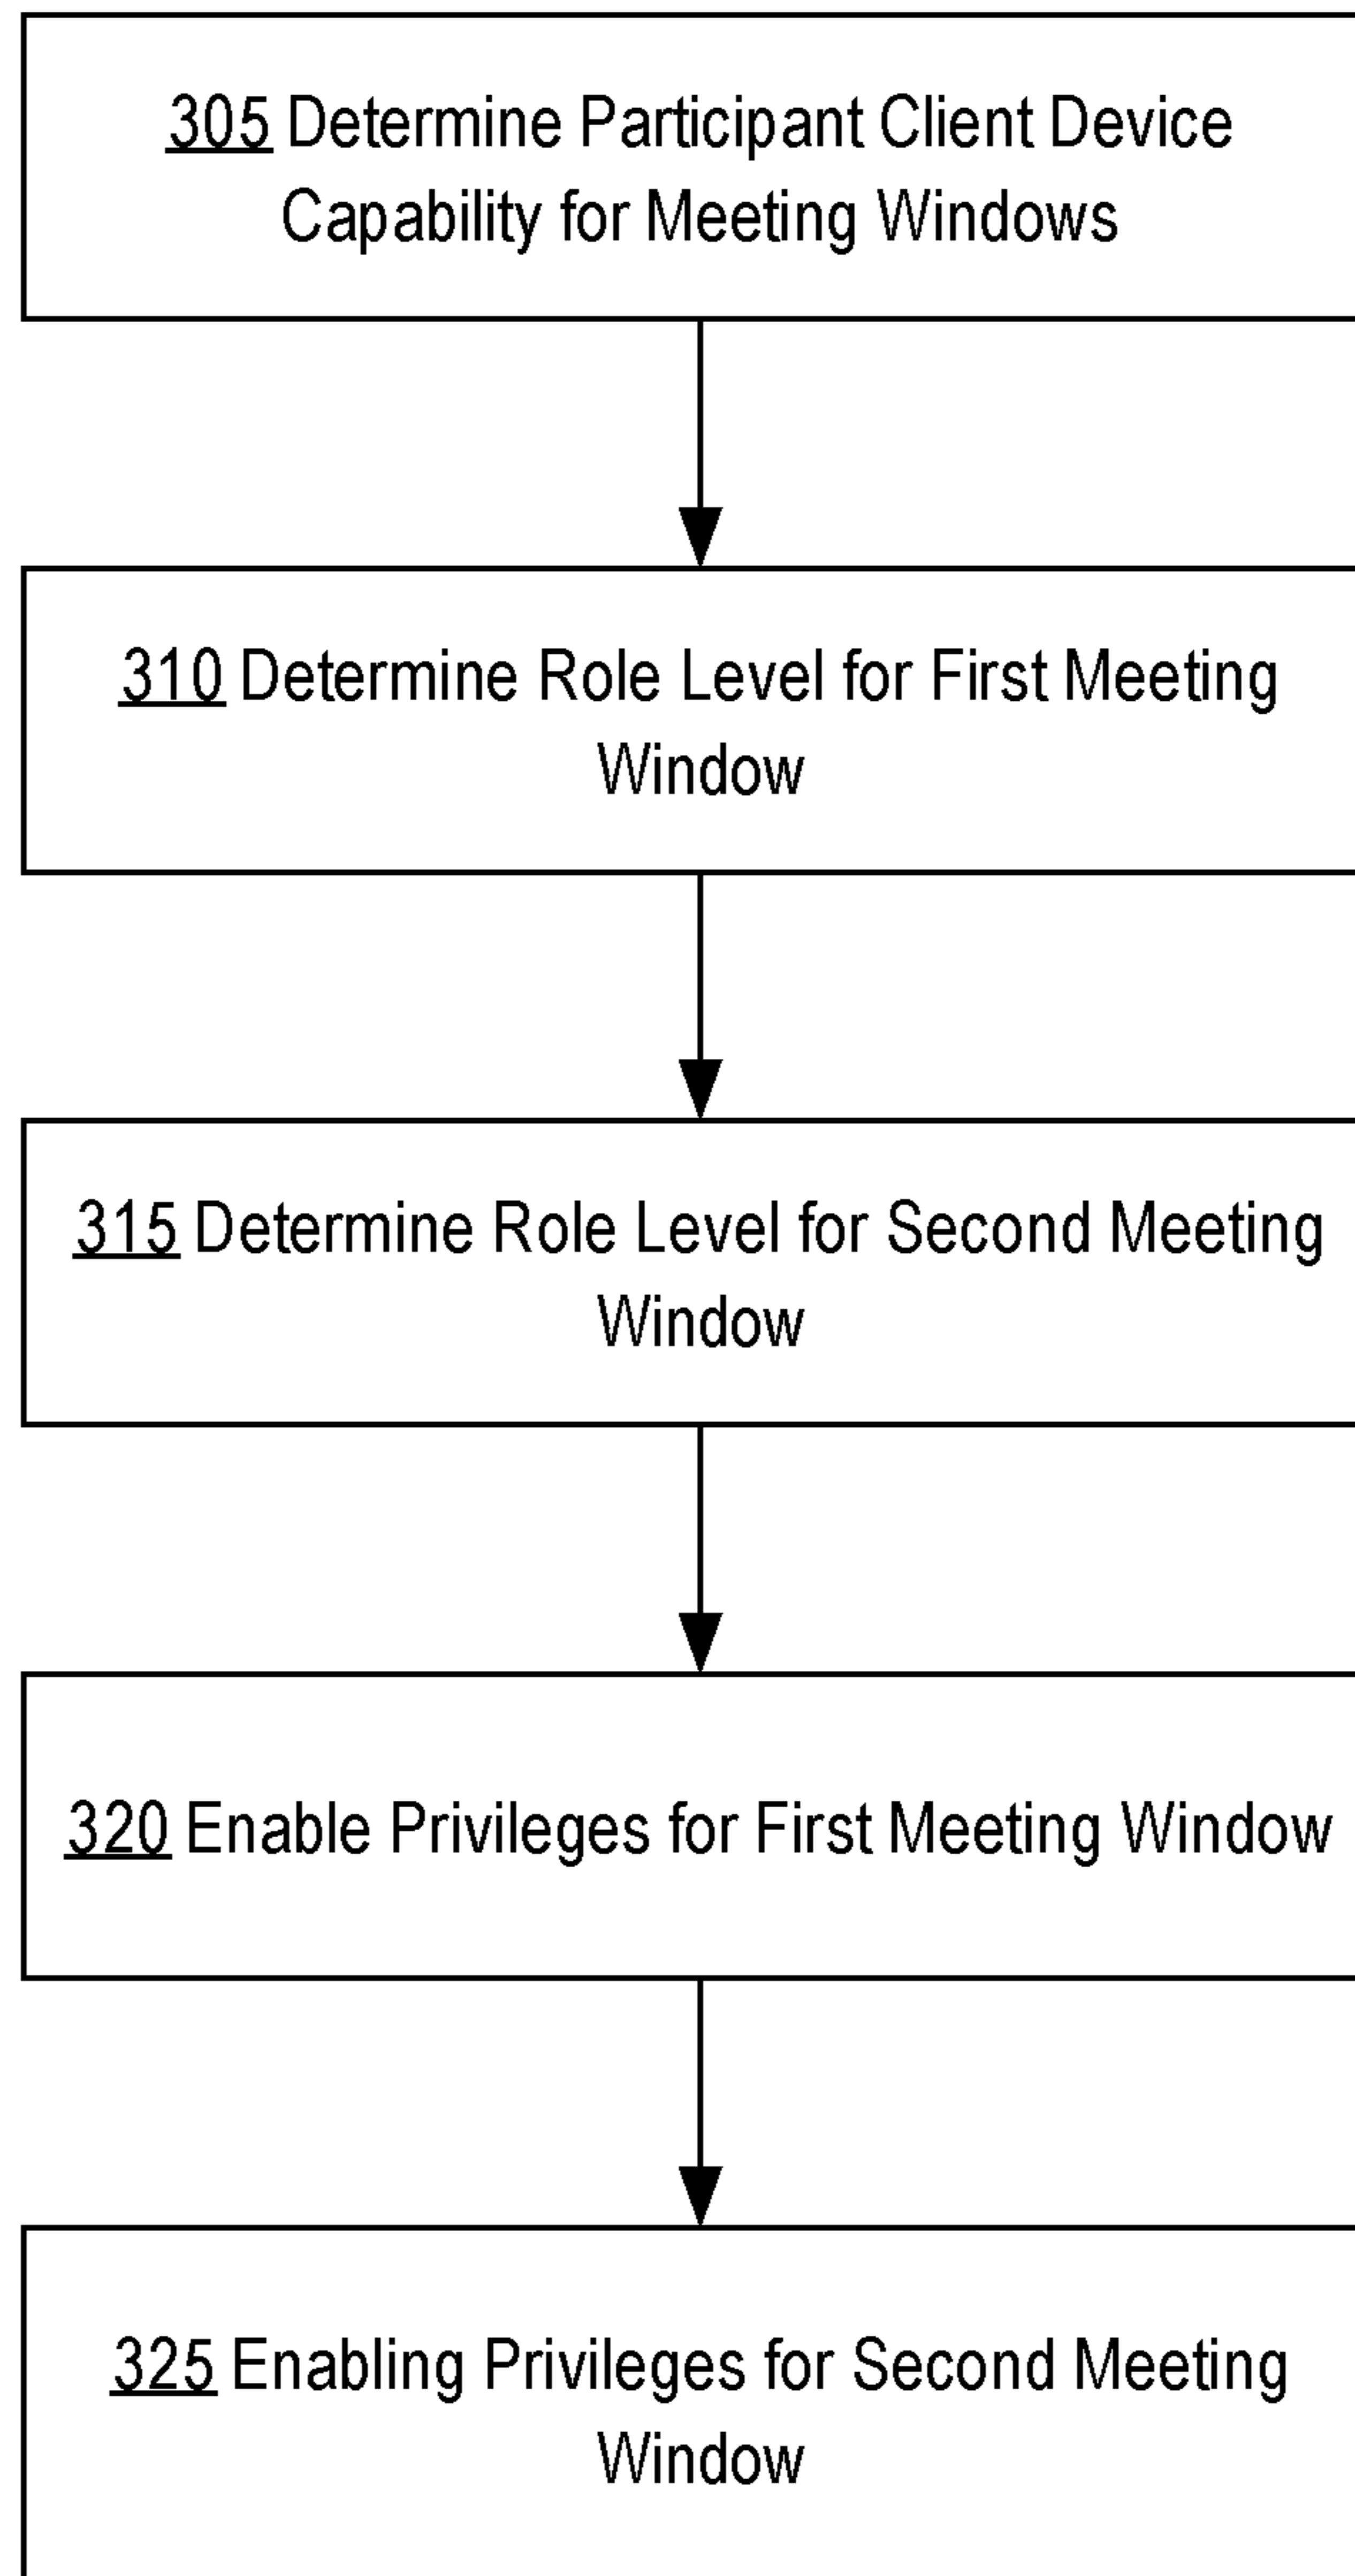 305 Determine Participant Client Device
Capability for Meeting Windows
310 Determine Role Level for First Meeting
Window
315 Determine Role Level for Second Meeting
Window
320 Enable Privileges for First Meeting Window
325 Enabling Privileges for Second Meeting
Window